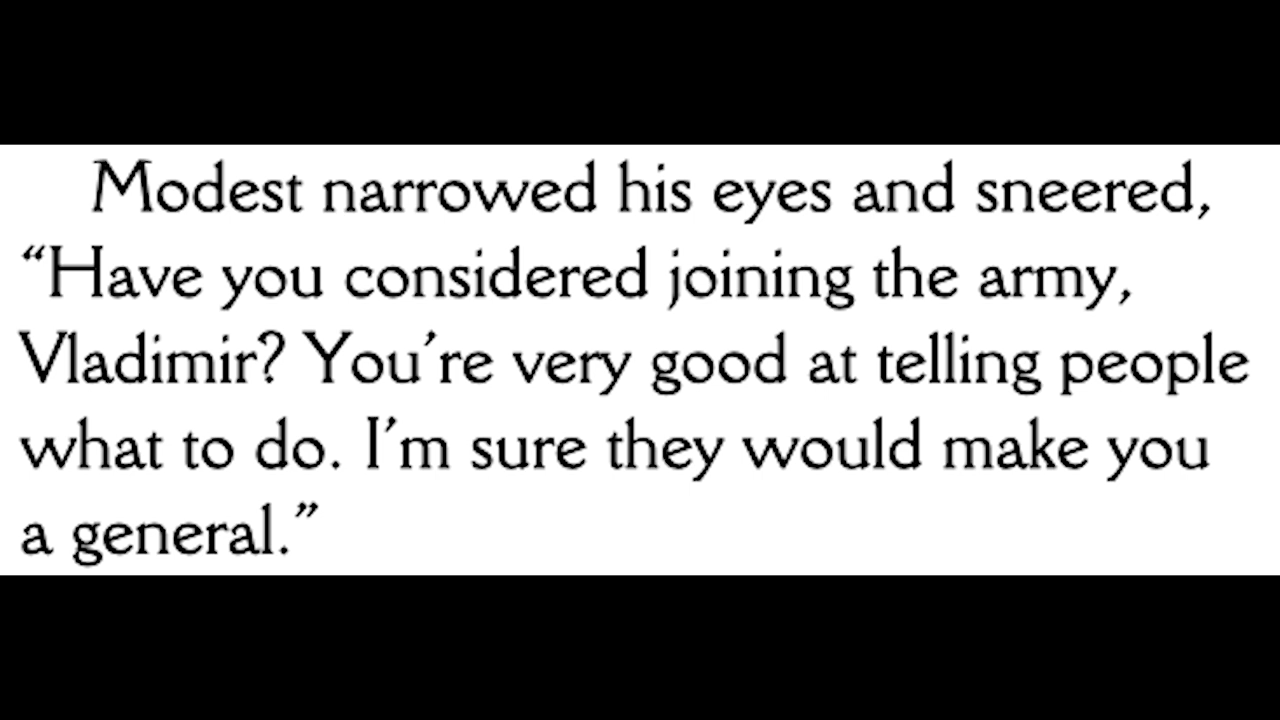 Modest narrowed his eyes and sneered,
“Have you considered joining the army,
Vladimir? You’re very good at telling people
what to do. I’m sure they would make you
a general.”